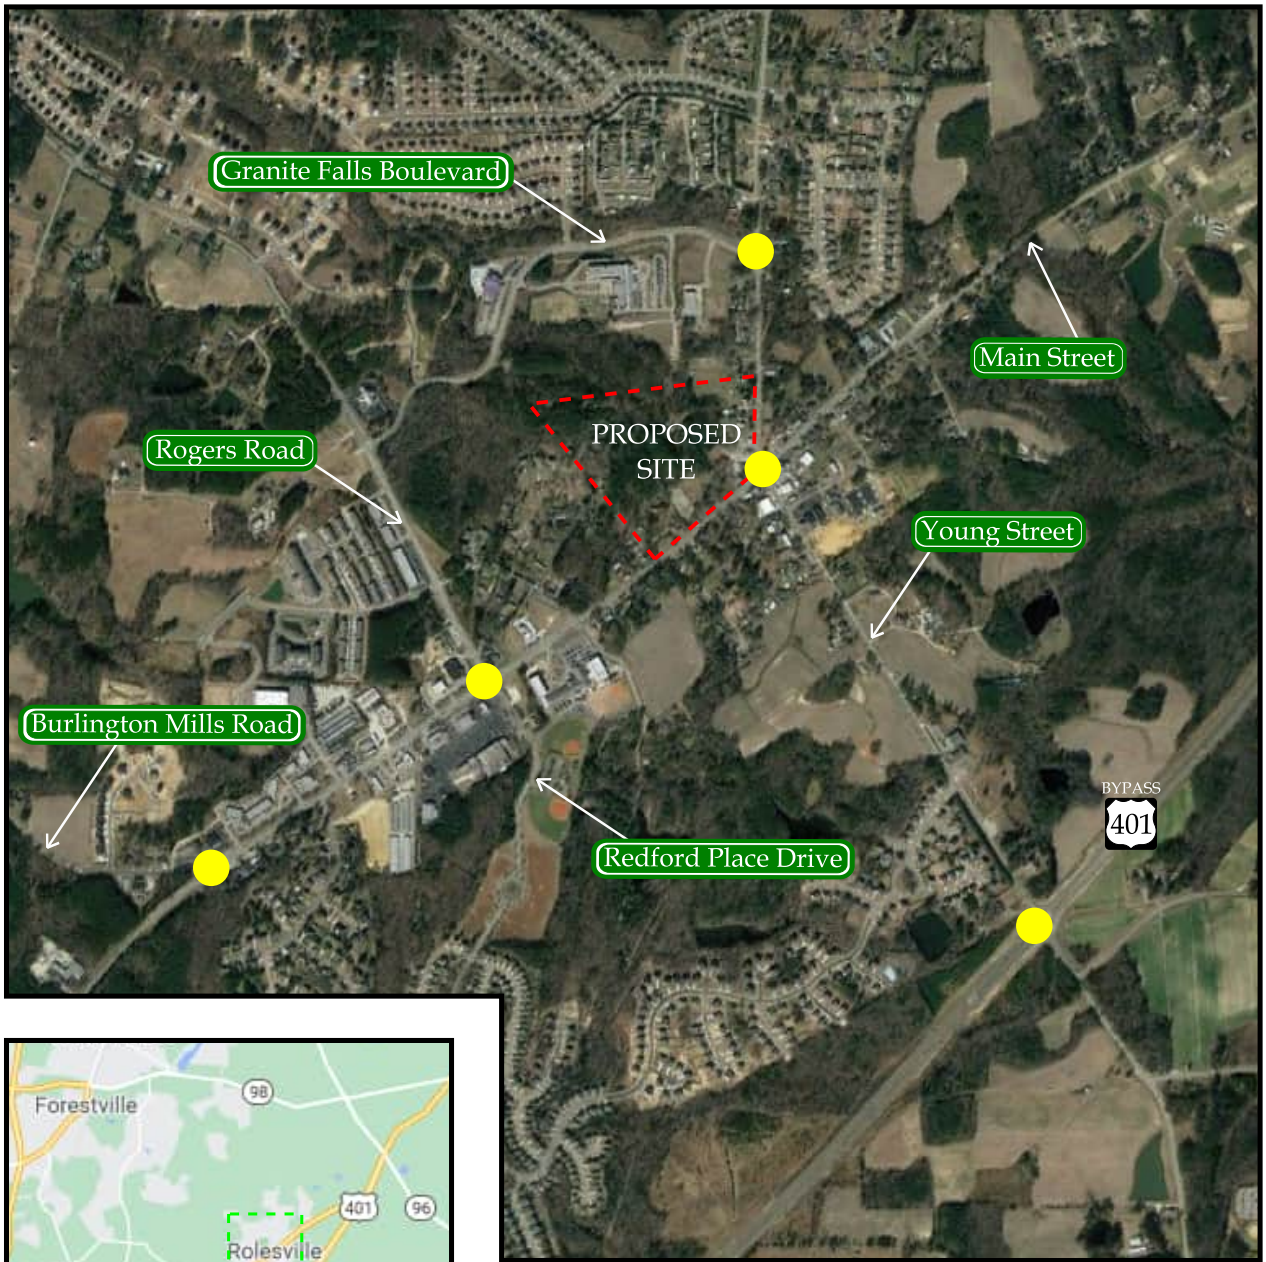 Granite Falls Boulevard
Main Street
PROPOSED
SITE
Rogers Road
Young Street
Burlington Mills Road
BYPASS
401
Redford Place Drive
98
Forestville
401
96
Rolesville